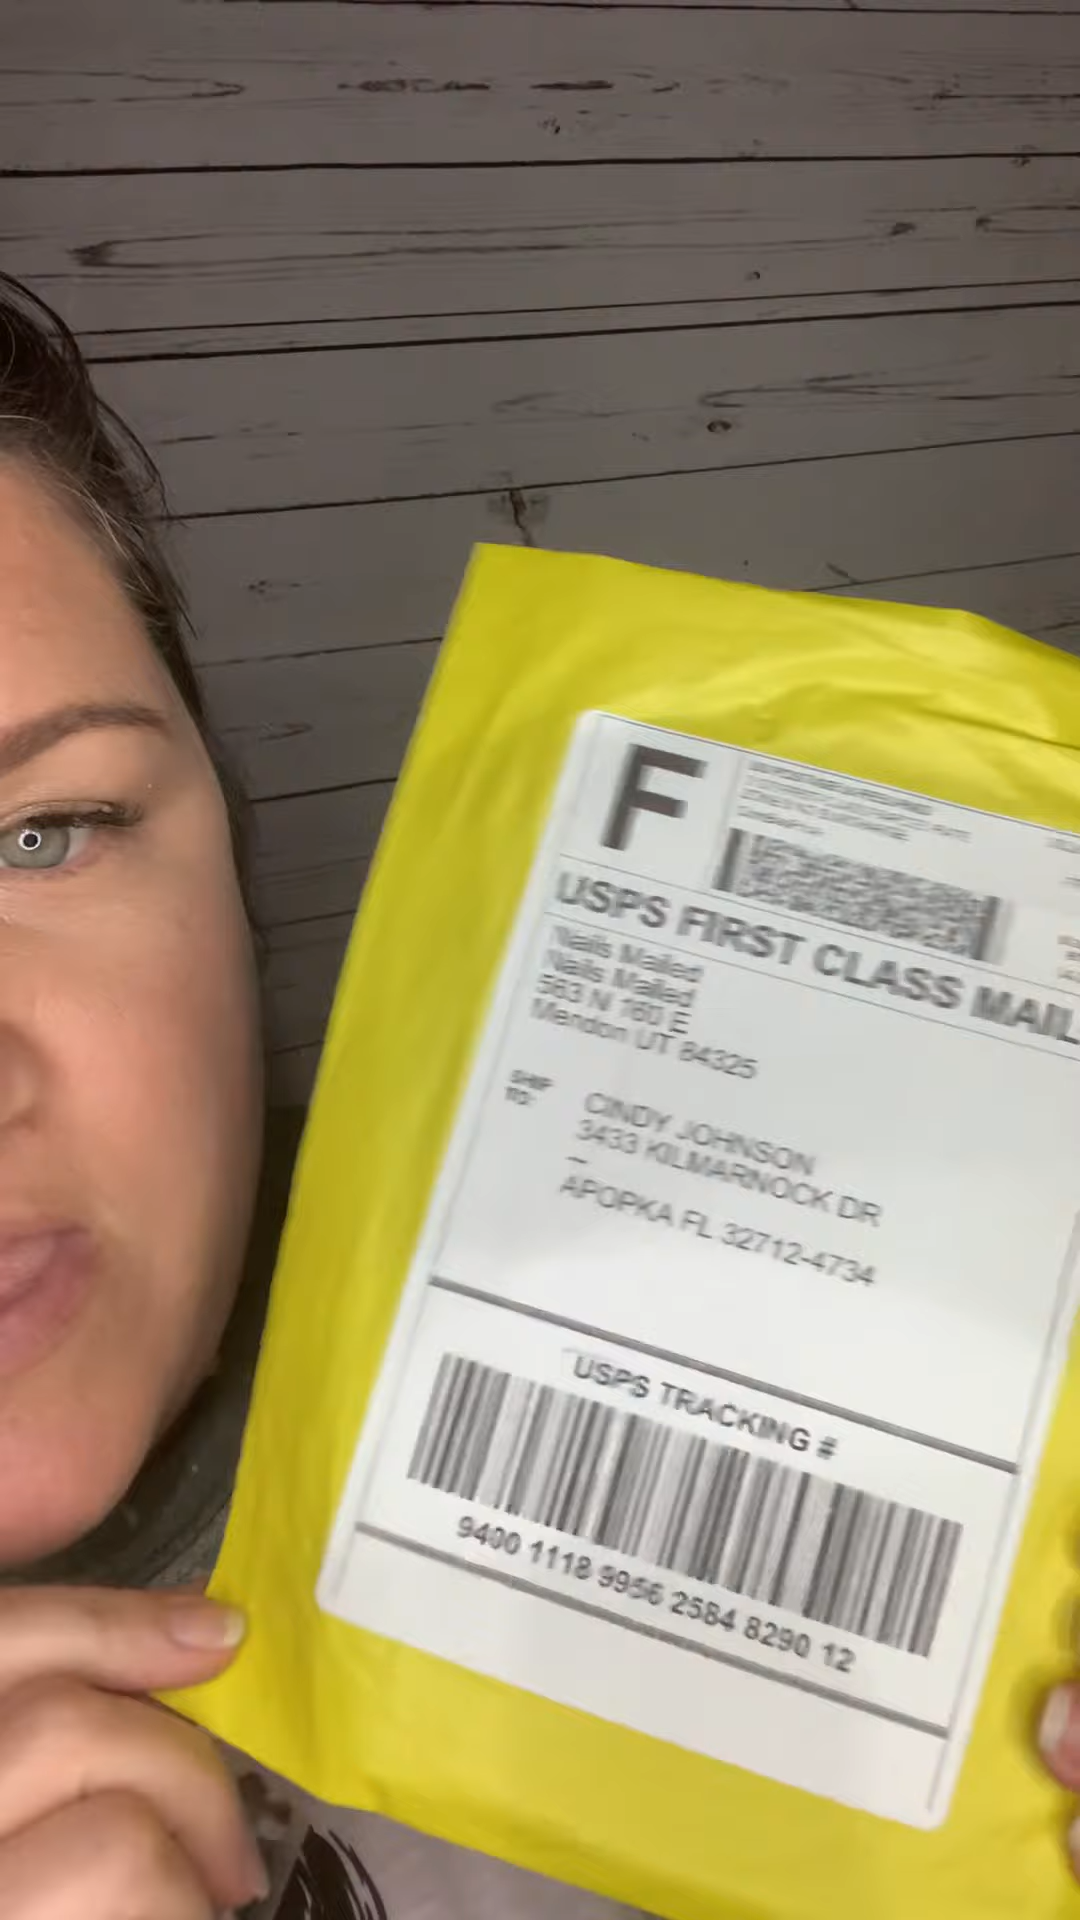 F
USPS FIRST CLASS MAIL
Nails Mailed
Nails Mailed
563 N 160 E
Mendon UT 84325
SHIP
TO:
CINDY JOHNSON
3433 KILMARNOCK DR
--
APOPKA FL 32712-4734
USPS TRACKING #
9400 1118 9956 2584 8290 12